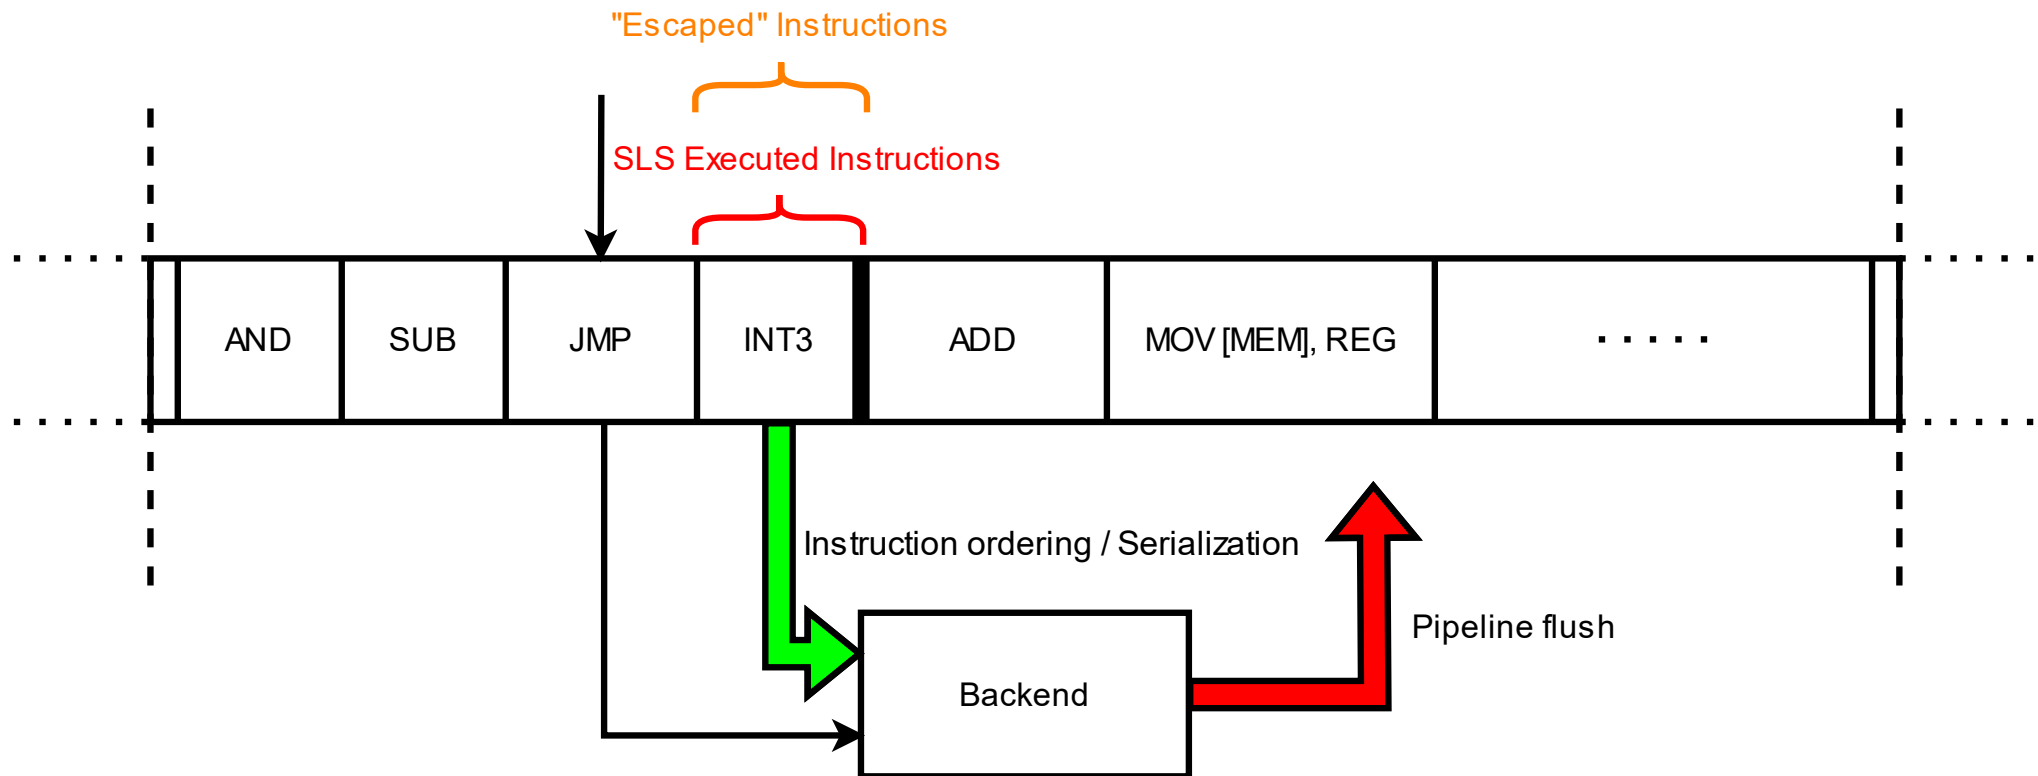 "Escaped" Instructions
SLS Executed Instructions
AND
SUB
JMP
INT3
ADD
MOV [MEM], REG
.....
Instruction ordering / Serialization
Pipeline flush
Backend